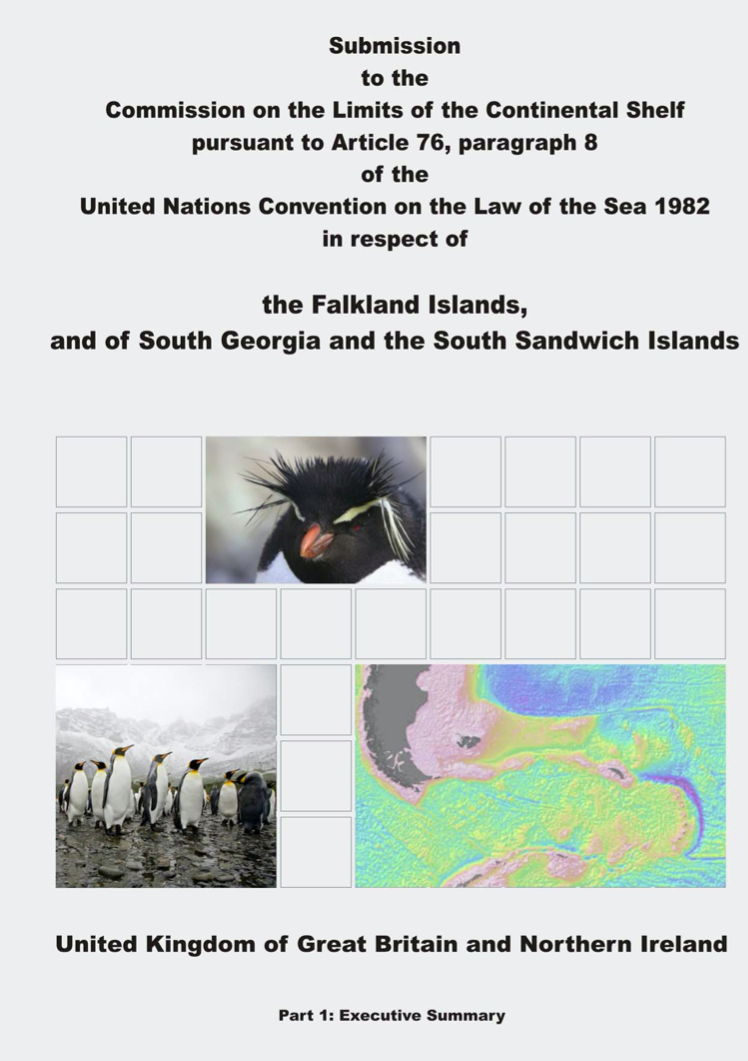 Submission
to the
Commission on the Limits of the Continental Shelf
pursuant to Article 76, paragraph 8
of the
United Nations Convention on the Law of the Sea 1982
in respect of
the Falkland Islands,
and of South Georgia and the South Sandwich Islands
United Kingdom of Great Britain and Northern Ireland
Part 1: Executive Summary